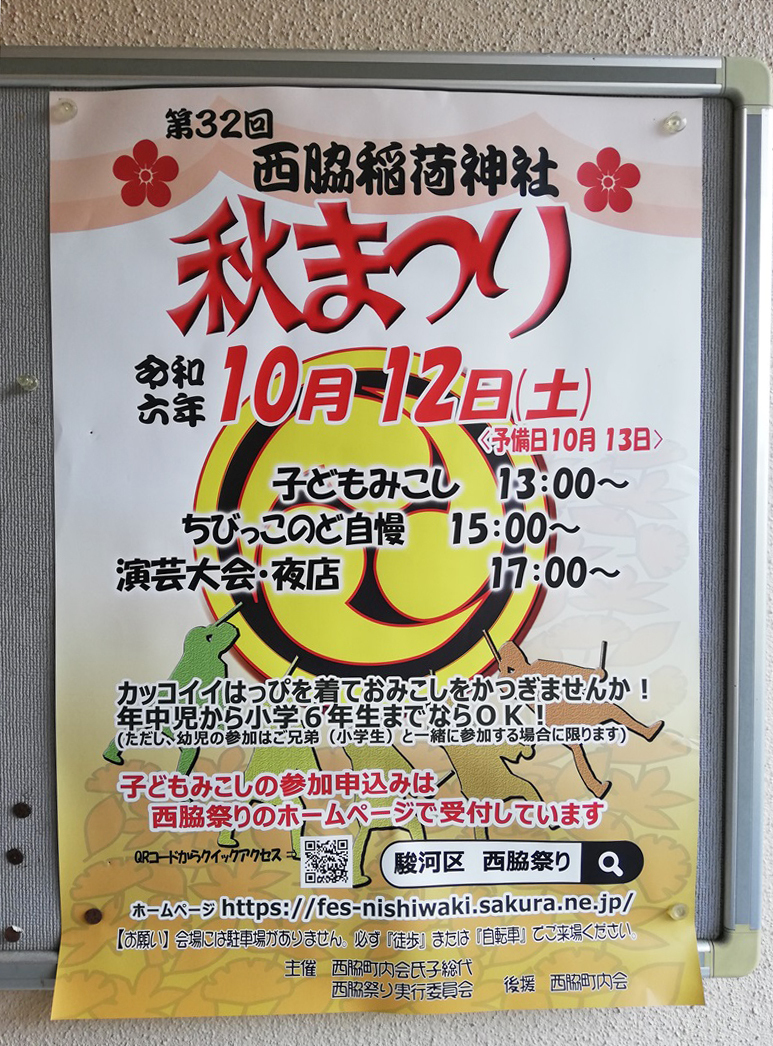 第32回
西脇稲荷神社
秋まつり
令和六年 10月12日(土)
〈予備日10月13日〉
子どもみこし 13:00～
ちびっこのど自慢 15:00～
演芸大会・夜店 17:00～
カッコイイはっぴを着ておみこしをかつぎませんか！
年中児から小学６年生までならＯＫ！
(ただし、幼児の参加はご兄弟（小学生）と一緒に参加する場合に限ります)
子どもみこしの参加申込みは
西脇祭りのホームページで受付しています
QRコードからクイックアクセス⇒
駿河区 西脇祭り
ホームページ https://fes-nishiwaki.sakura.ne.jp/
【お願い】会場には駐車場がありません。必ず『徒歩』または『自転車』でご来場ください。
主催 西脇町内会氏子総代
西脇祭り実行委員会 後援 西脇町内会